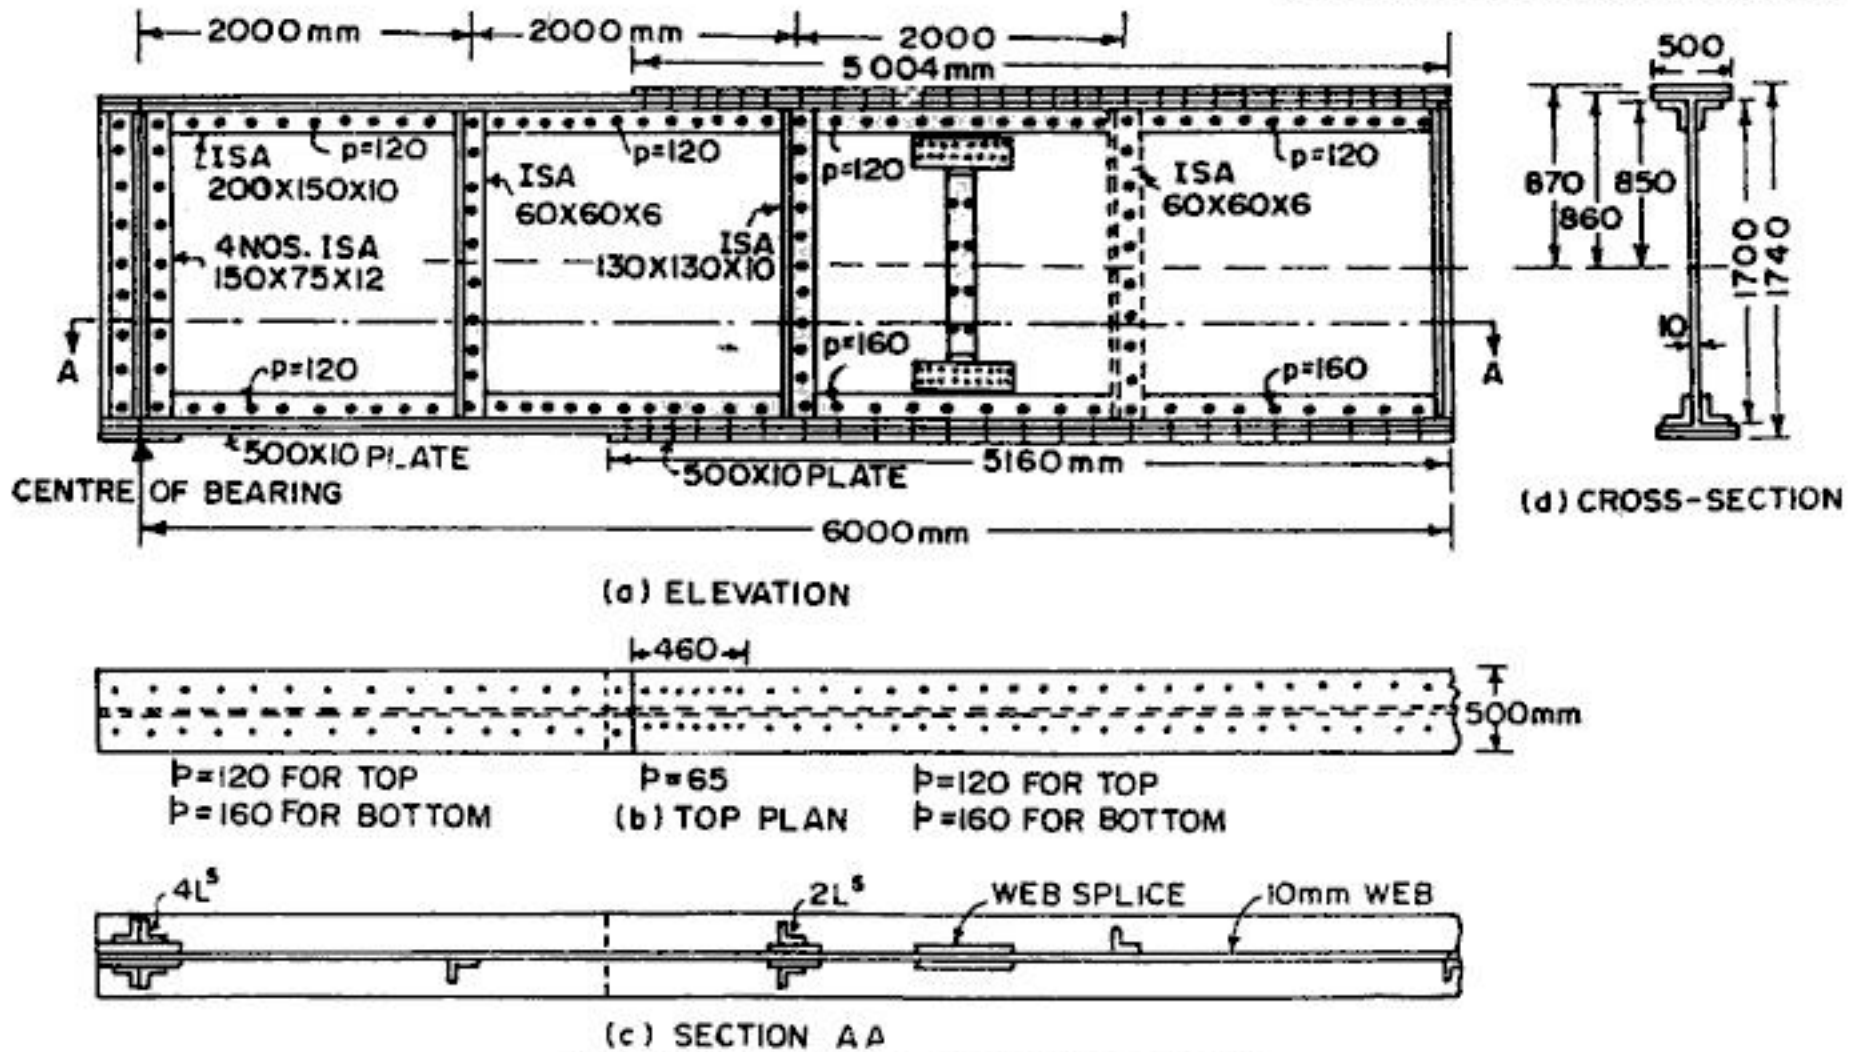 2000mm 2000mm 2000
5004mm
500
ISA
200X150X10
p=120
ISA
60X60X6
p=120
p=120
ISA
60X60X6
p=120
4NOS. ISA
150X75X12
ISA
130X130X10
870
860
850
1700
1740
10
A
p=120
p=160
p=160
A
500X10 PLATE
500X10 PLATE
5160mm
CENTRE OF BEARING
6000mm
(d) CROSS-SECTION
(a) ELEVATION
460
500mm
p=120 FOR TOP
p=160 FOR BOTTOM
p=65
(b) TOP PLAN
p=120 FOR TOP
p=160 FOR BOTTOM
4Lˢ
2Lˢ
WEB SPLICE
10mm WEB
(c) SECTION AA